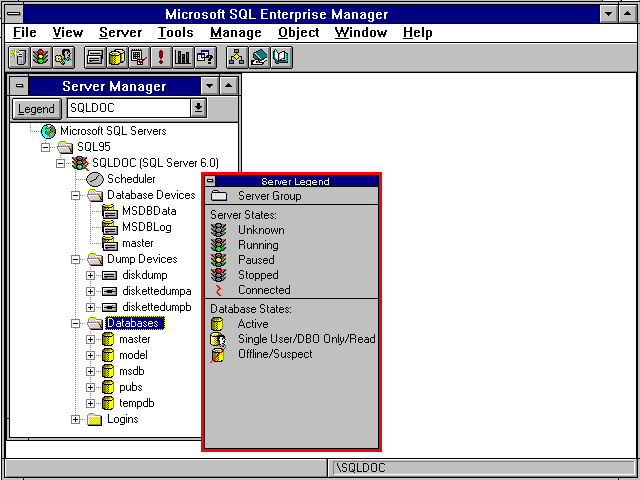 Microsoft SQL Enterprise Manager
File View Server Tools Manage Object Window Help
Server Manager
Legend SQLDOC
Microsoft SQL Servers
SQL95
SQLDOC (SQL Server 6.0)
Scheduler
Database Devices
MSDBData
MSDBLog
master
Dump Devices
diskdump
diskettedumpa
diskettedumpb
Databases
master
model
msdb
pubs
tempdb
Logins
Server Legend
Server Group
Server States:
Unknown
Running
Paused
Stopped
Connected
Database States:
Active
Single User/DBO Only/Read
Offline/Suspect
\SQLDOC